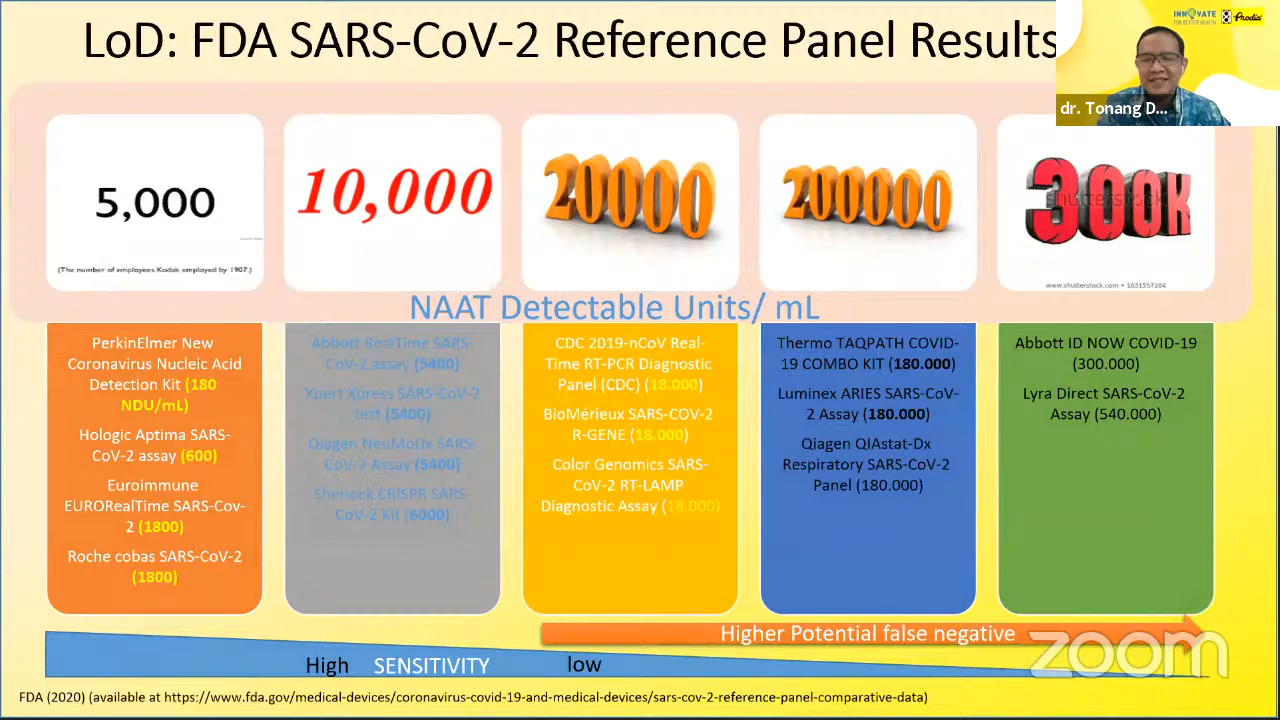 LoD: FDA SARS-CoV-2 Reference Panel Results
INNOVATE
FOR BETTER HEALTH
Prodia
dr. Tonang D...
5,000
(The number of employees Kodak employed by 1907.)
10,000
20000
200000
300K
shutterstock
www.shutterstock.com • 1631557204
NAAT Detectable Units/ mL
PerkinElmer New
Coronavirus Nucleic Acid
Detection Kit (180
NDU/mL)
Hologic Aptima SARS-
CoV-2 assay (600)
Euroimmune
EURORealTime SARS-Cov-
2 (1800)
Roche cobas SARS-CoV-2
(1800)
Abbott RealTime SARS-
CoV-2 assay (5400)
Xpert Xpress SARS-CoV-2
test (5400)
Qiagen NeuMoDx SARS-
CoV-2 Assay (5400)
Sherlock CRISPR SARS-
CoV-2 Kit (6000)
CDC 2019-nCoV Real-
Time RT-PCR Diagnostic
Panel (CDC) (18.000)
BioMérieux SARS-COV-2
R-GENE (18.000)
Color Genomics SARS-
CoV-2 RT-LAMP
Diagnostic Assay (18.000)
Thermo TAQPATH COVID-
19 COMBO KIT (180.000)
Luminex ARIES SARS-CoV-
2 Assay (180.000)
Qiagen QIAstat-Dx
Respiratory SARS-CoV-2
Panel (180.000)
Abbott ID NOW COVID-19
(300.000)
Lyra Direct SARS-CoV-2
Assay (540.000)
Higher Potential false negative
zoom
High SENSITIVITY low
FDA (2020) (available at https://www.fda.gov/medical-devices/coronavirus-covid-19-and-medical-devices/sars-cov-2-reference-panel-comparative-data)